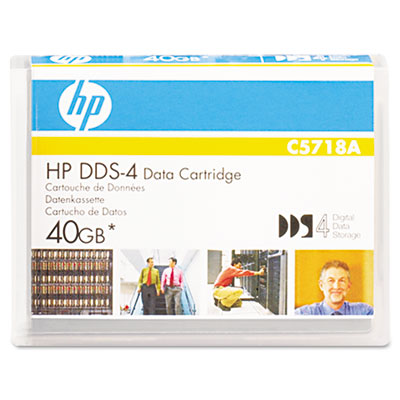 hp
C5718A
HP DDS-4 Data Cartridge
Cartouche de Données
Datenkassette
Cartucho de Datos
40GB*
DDS 4 Digital
Data
Storage